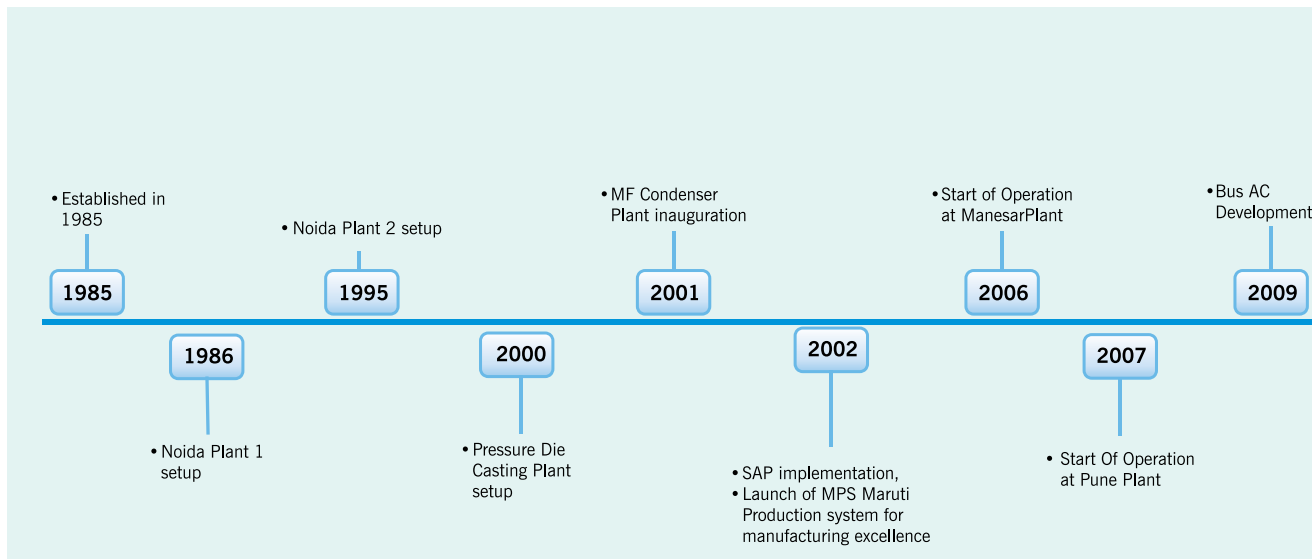 • Established in
1985
1985
1986
• Noida Plant 1
setup
• Noida Plant 2 setup
1995
2000
• Pressure Die
Casting Plant
setup
• MF Condenser
Plant inauguration
2001
2002
• SAP implementation,
• Launch of MPS Maruti
Production system for
manufacturing excellence
• Start of Operation
at ManesarPlant
2006
2007
• Start Of Operation
at Pune Plant
• Bus AC
Development
2009